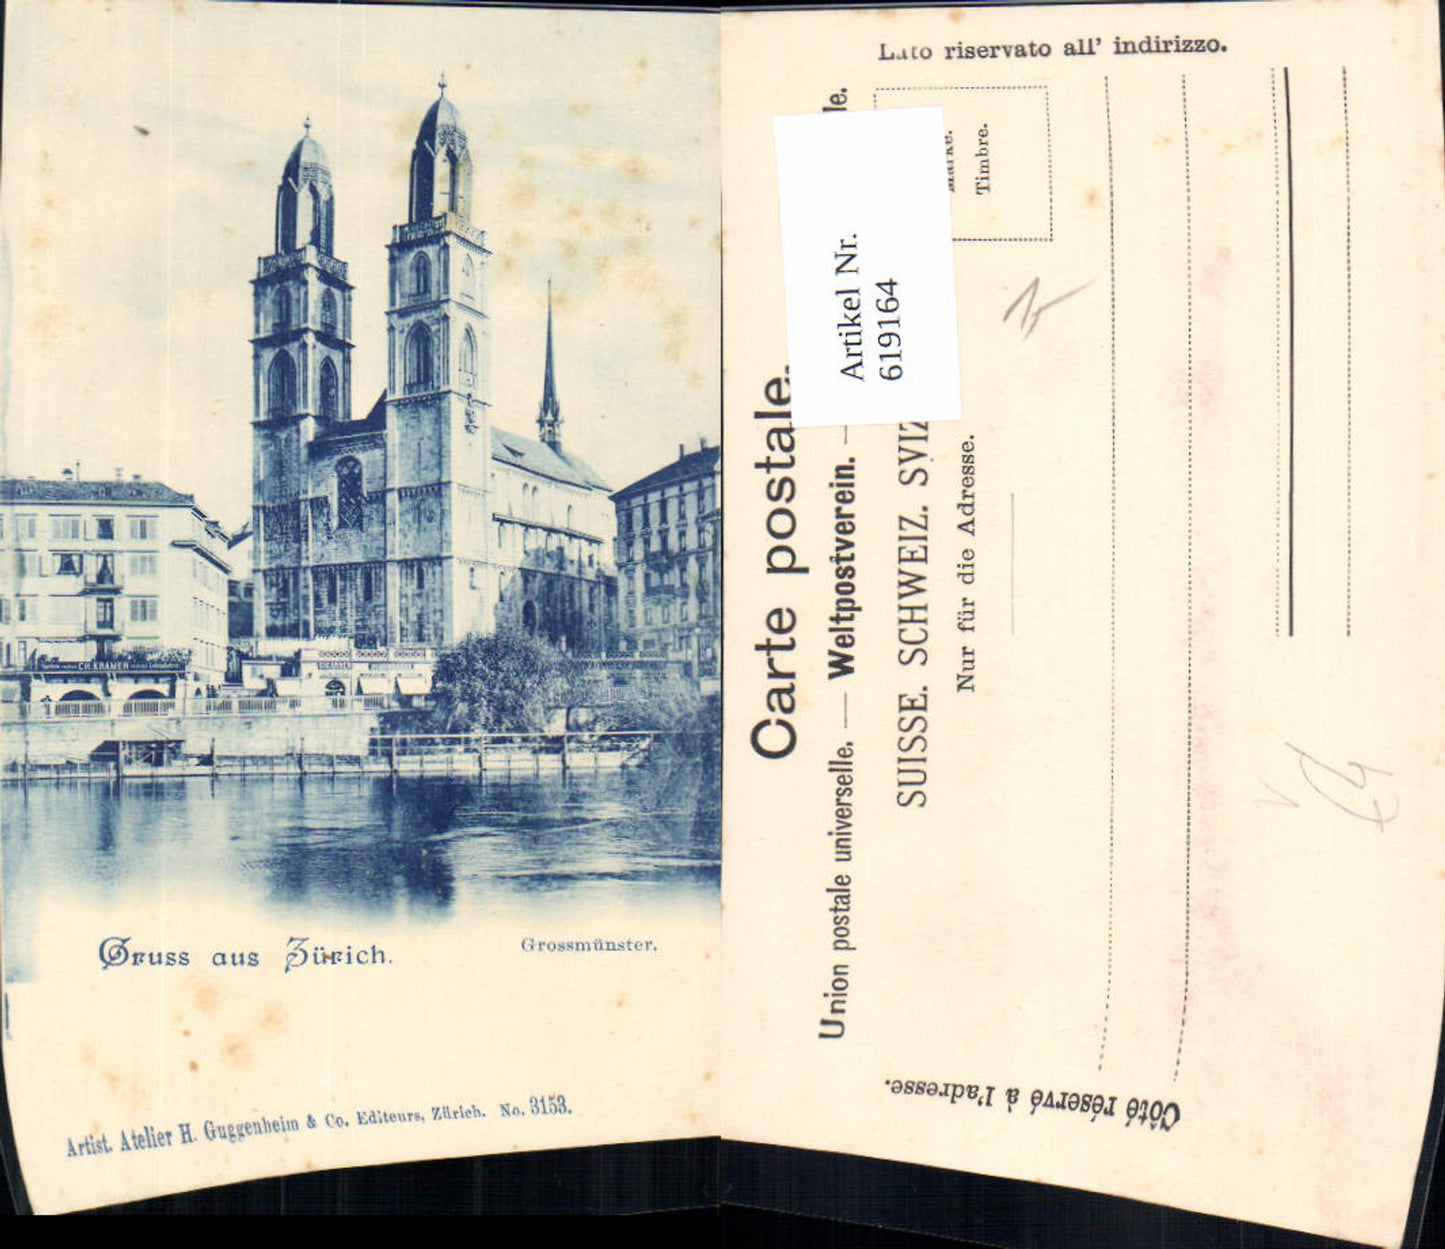 CH. KRAMER
Gruss aus Zürich.
Grossmünster.
Artist. Atelier H. Guggenheim & Co. Editeurs, Zürich. No. 3153.
Lato riservato all' indirizzo.
Carte postale.
Union postale universelle. — Weltpostverein. — le.
SUISSE. SCHWEIZ. SVIZ
Nur für die Adresse.
Marke.
Timbre.
Artikel Nr.
619164
Côté réservé à l'adresse.